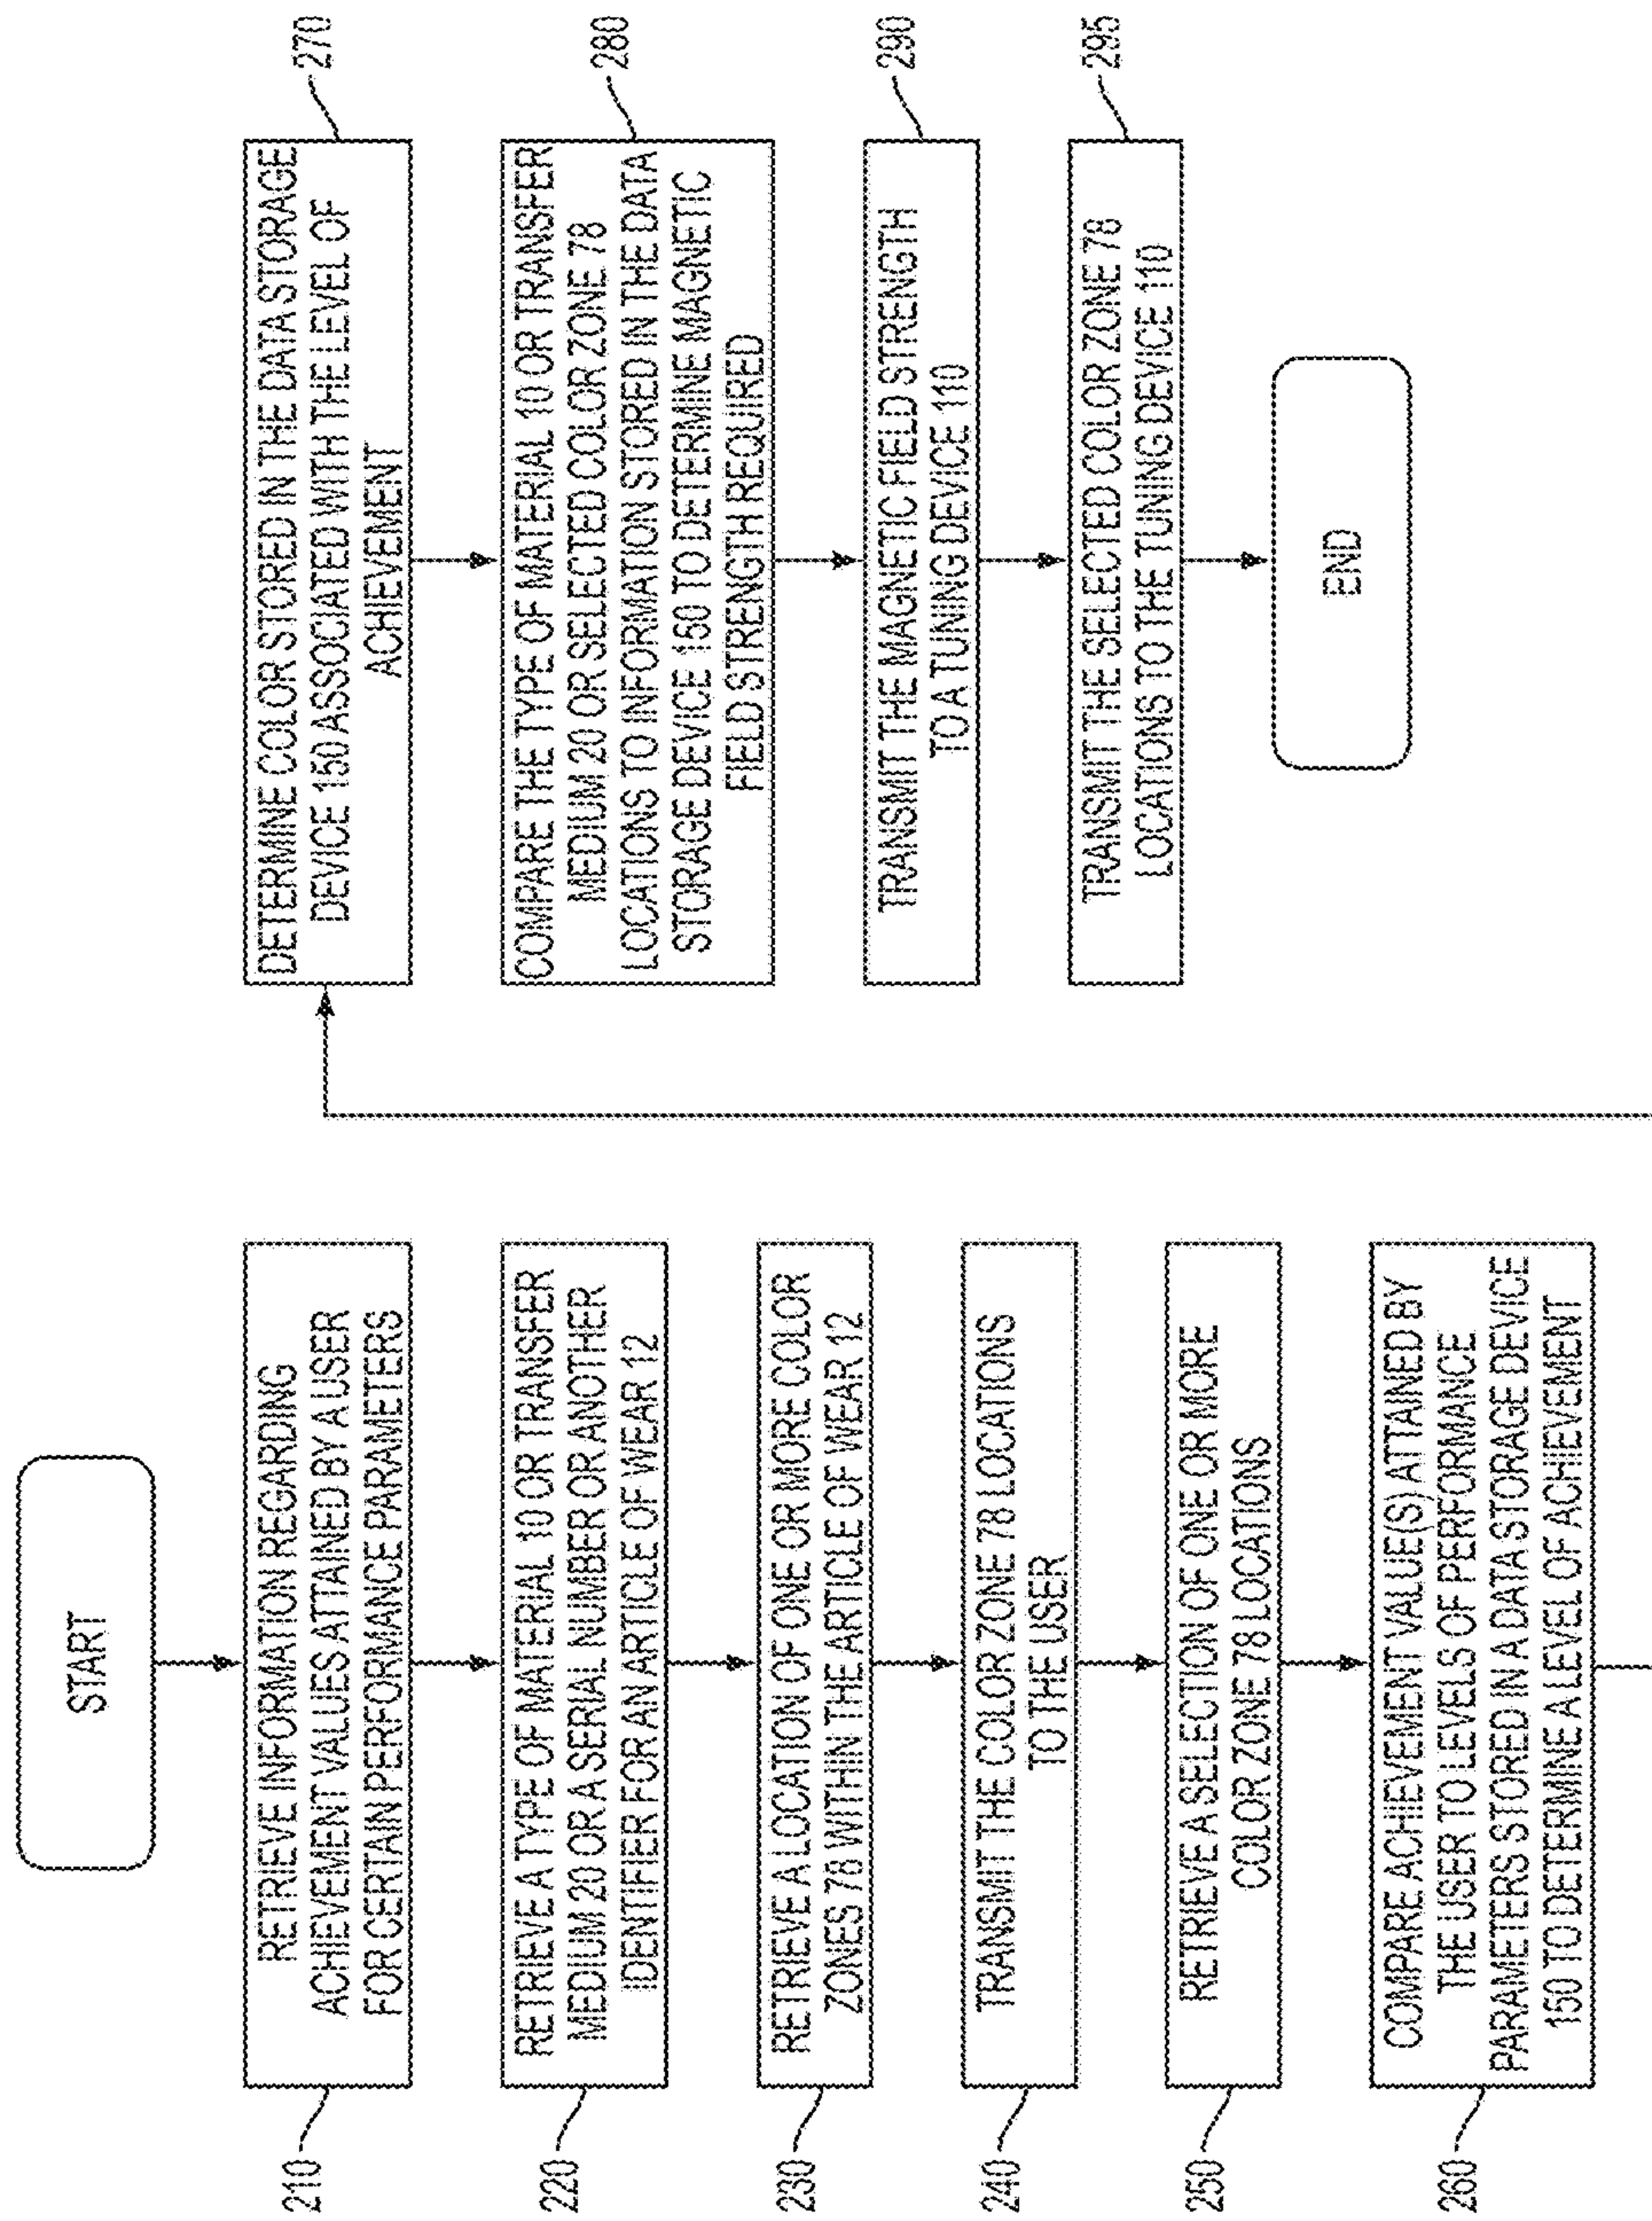 START
210
RETRIEVE INFORMATION REGARDING
ACHIEVEMENT VALUES ATTAINED BY A USER
FOR CERTAIN PERFORMANCE PARAMETERS
220
RETRIEVE A TYPE OF MATERIAL 10 OR TRANSFER
MEDIUM 20 OR A SERIAL NUMBER OR ANOTHER
IDENTIFIER FOR AN ARTICLE OF WEAR 12
230
RETRIEVE A LOCATION OF ONE OR MORE COLOR
ZONES 78 WITHIN THE ARTICLE OF WEAR 12
240
TRANSMIT THE COLOR ZONE 78 LOCATIONS
TO THE USER
250
RETRIEVE A SELECTION OF ONE OR MORE
COLOR ZONE 78 LOCATIONS
260
COMPARE ACHIEVEMENT VALUE(S) ATTAINED BY
THE USER TO LEVELS OF PERFORMANCE
PARAMETERS STORED IN A DATA STORAGE DEVICE
150 TO DETERMINE A LEVEL OF ACHIEVEMENT
270
DETERMINE COLOR STORED IN THE DATA STORAGE
DEVICE 150 ASSOCIATED WITH THE LEVEL OF
ACHIEVEMENT
280
COMPARE THE TYPE OF MATERIAL 10 OR TRANSFER
MEDIUM 20 OR SELECTED COLOR ZONE 78
LOCATIONS TO INFORMATION STORED IN THE DATA
STORAGE DEVICE 150 TO DETERMINE MAGNETIC
FIELD STRENGTH REQUIRED
290
TRANSMIT THE MAGNETIC FIELD STRENGTH
TO A TUNING DEVICE 110
295
TRANSMIT THE SELECTED COLOR ZONE 78
LOCATIONS TO THE TUNING DEVICE 110
END